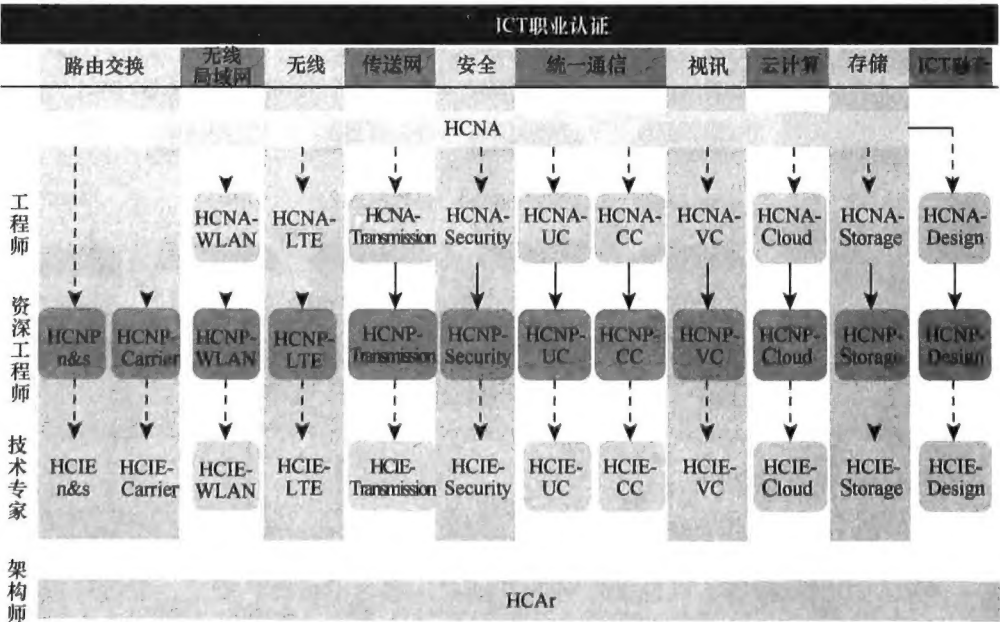 ICT职业认证
路由交换
无线
局域网
无线
传送网
安全
统一通信
视讯
云计算
存储
HCNA
工程师
HCNA-
WLAN
HCNA-
LTE
HCNA-
Transmission
HCNA-
Security
HCNA-
UC
HCNA-
CC
HCNA-
VC
HCNA-
Cloud
HCNA-
Storage
HCNA-
Design
资深工程师
HCNP
n&s
HCNP-
Carrier
HCNP-
WLAN
HCNP-
LTE
HCNP-
Transmission
HCNP-
Security
HCNP-
UC
HCNP-
CC
HCNP-
VC
HCNP-
Cloud
HCNP-
Storage
HCNP-
Design
技术专家
HCIE
n&s
HCIE-
Carrier
HCIE-
WLAN
HCIE-
LTE
HCIE-
Transmission
HCIE-
Security
HCIE-
UC
HCIE-
CC
HCIE-
VC
HCIE-
Cloud
HCIE-
Storage
HCIE-
Design
架构师
HCAr